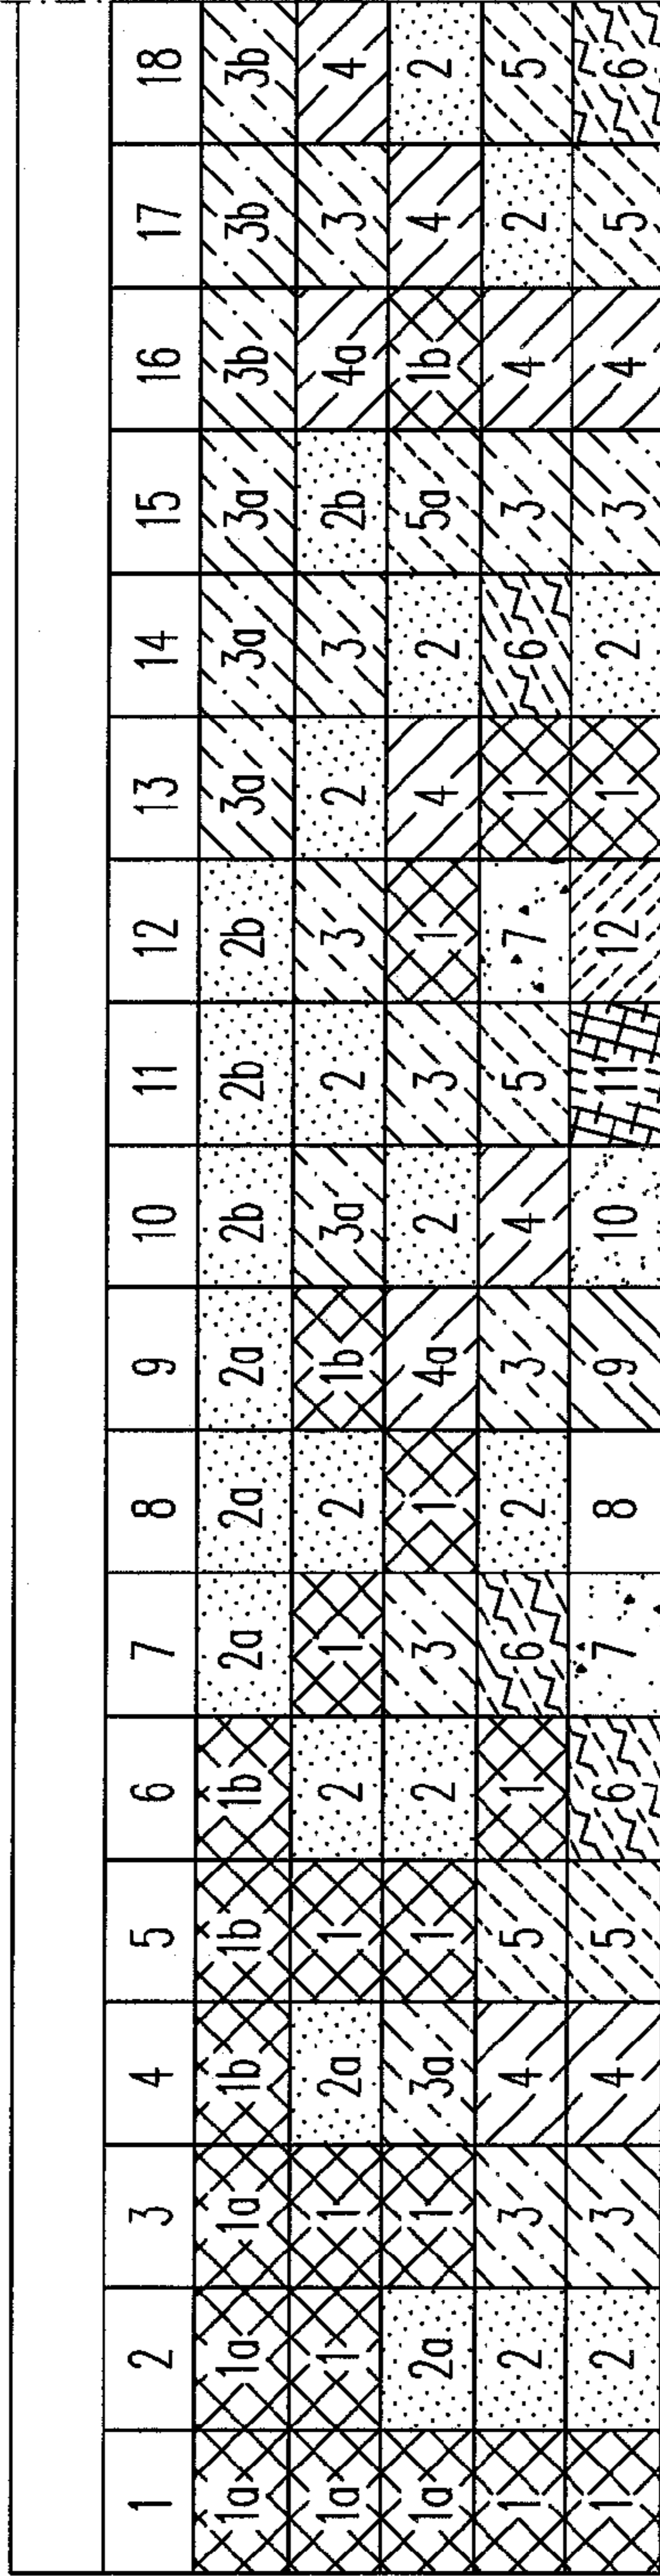 1 2 3 4 5 6 7 8 9 10 11 12 13 14 15 16 17 18
1a 1a 1a 1b 1b 1b 2a 2a 2a 2b 2b 2b 3a 3a 3a 3b 3b 3b
1a 1 1 2a 1 2 1 2 1b 3a 2 3 2 3 2b 4a 3 4
1a 2a 1 3a 1 2 3 1 4a 2 3 1 4 2 5a 1b 4 2
1 2 3 4 5 1 6 2 3 4 5 7 1 6 3 4 2 5
1 2 3 4 5 6 7 8 9 10 11 12 1 2 3 4 5 6